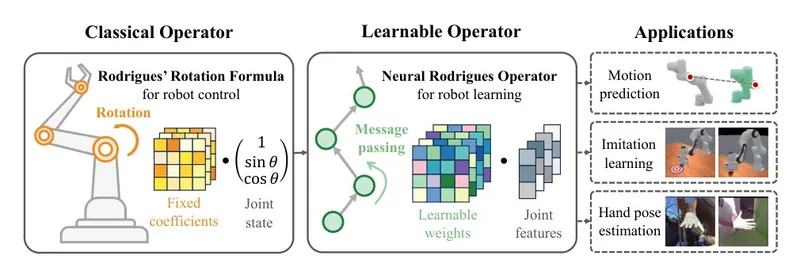 Classical Operator
Rodrigues' Rotation Formula
for robot control
Rotation
1
sin θ
cos θ
Fixed
coefficients
Joint
state
Learnable Operator
Neural Rodrigues Operator
for robot learning
Message
passing
Learnable
weights
Joint
features
Applications
Motion
prediction
Imitation
learning
Hand pose
estimation